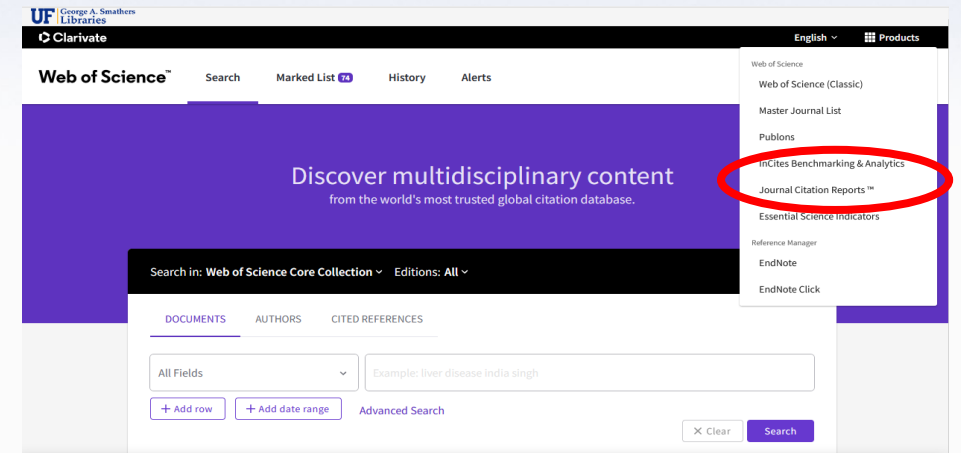 UF George A. Smathers
Libraries
Clarivate
English
Products
Web of Science™
Search
Marked List 74
History
Alerts
Web of Science
Web of Science (Classic)
Master Journal List
Publons
InCites Benchmarking & Analytics
Journal Citation Reports ™
Essential Science Indicators
Reference Manager
EndNote
EndNote Click
Discover multidisciplinary content
from the world's most trusted global citation database.
Search in: Web of Science Core Collection Editions: All
DOCUMENTS
AUTHORS
CITED REFERENCES
All Fields
Example: liver disease india singh
+ Add row
+ Add date range
Advanced Search
× Clear
Search